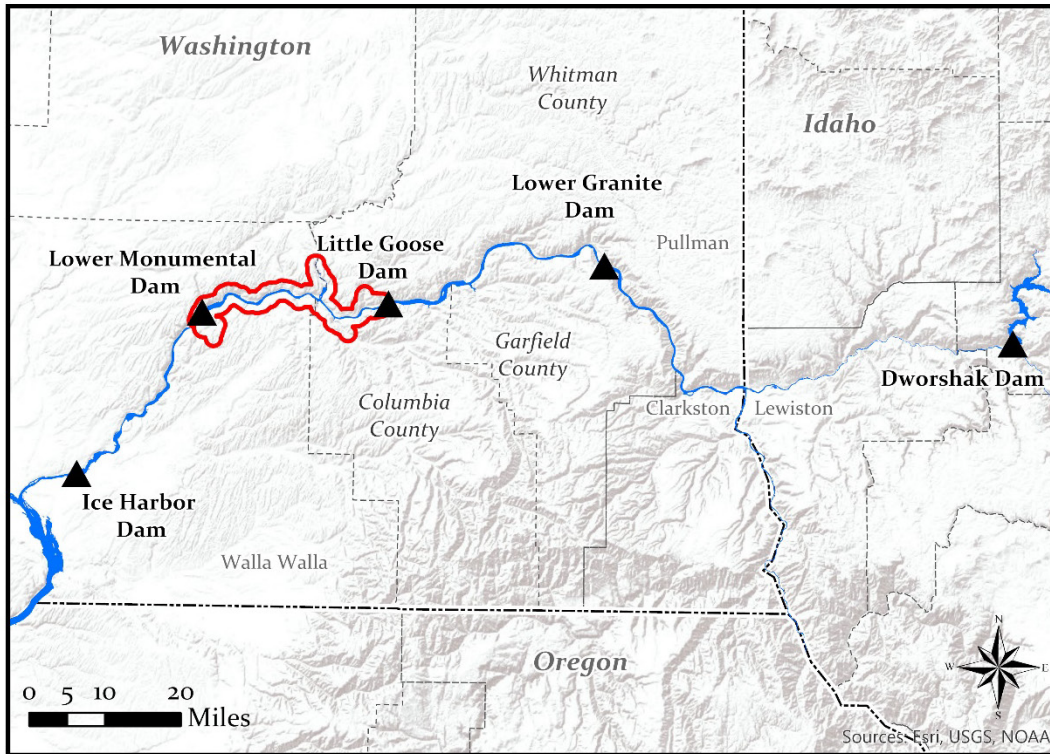 Washington
Whitman
County
Idaho
Lower Granite
Dam
Pullman
Little Goose
Dam
Lower Monumental
Dam
Garfield
County
Dworshak Dam
Columbia
County
Clarkston
Lewiston
Ice Harbor
Dam
Walla Walla
Oregon
N
W
E
S
0 5 10 20
Miles
Sources: Esri, USGS, NOAA